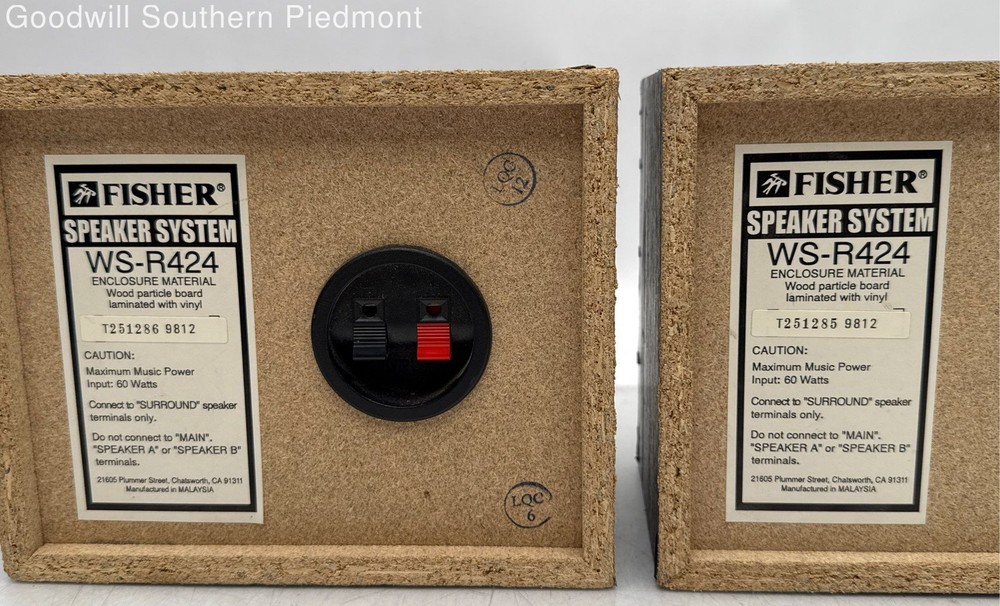 Goodwill Southern Piedmont
FISHER®
SPEAKER SYSTEM
WS-R424
ENCLOSURE MATERIAL
Wood particle board
laminated with vinyl
T251286 9812
CAUTION:
Maximum Music Power
Input: 60 Watts
Connect to "SURROUND" speaker
terminals only.
Do not connect to "MAIN".
"SPEAKER A" or "SPEAKER B"
terminals.
21605 Plummer Street, Chatsworth, CA 91311
Manufactured in MALAYSIA
LQC
12
LQC
6
FISHER®
SPEAKER SYSTEM
WS-R424
ENCLOSURE MATERIAL
Wood particle board
laminated with vinyl
T251285 9812
CAUTION:
Maximum Music Power
Input: 60 Watts
Connect to "SURROUND" speaker
terminals only.
Do not connect to "MAIN".
"SPEAKER A" or "SPEAKER B"
terminals.
21605 Plummer Street, Chatsworth, CA 91311
Manufactured in MALAYSIA